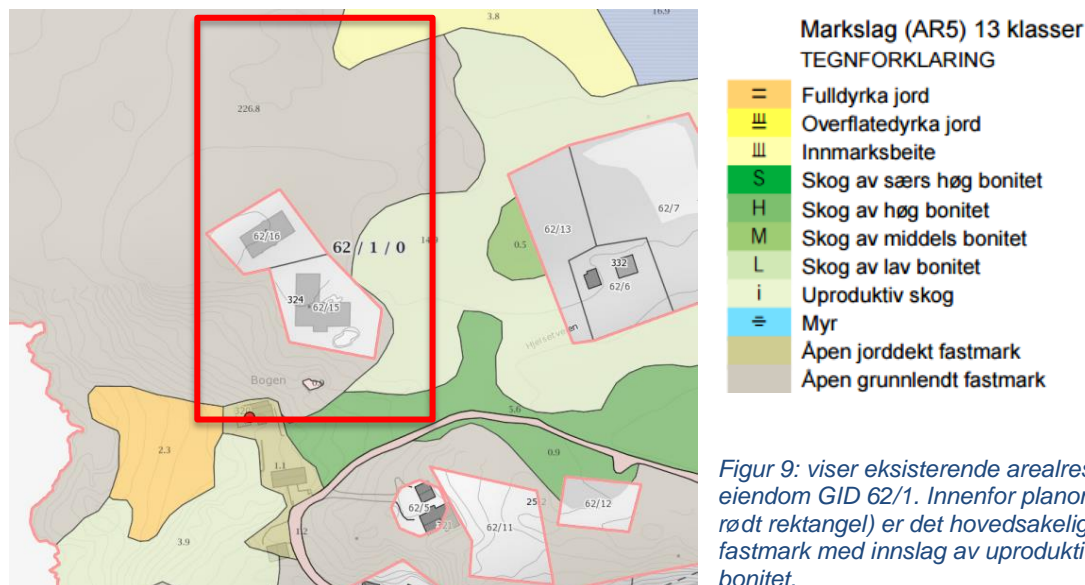 3.8
16.9
226.8
62/7
62/16
62/13
62 / 1 / 0
0.5
332
62/6
324
62/15
Hjørsetveien
Bogen
0.9
5.6
2.3
0.9
1.1
62/5
62/11
62/12
1.2
3.9
Markslag (AR5) 13 klasser
TEGNFORKLARING
Fulldyrka jord
Overflatedyrka jord
Innmarksbeite
S Skog av særs høg bonitet
H Skog av høg bonitet
M Skog av middels bonitet
L Skog av lav bonitet
i Uproduktiv skog
Myr
Åpen jorddekt fastmark
Åpen grunnlendt fastmark
Figur 9: viser eksisterende arealres
eiendom GID 62/1. Innenfor planor
rødt rektangel) er det hovedsakelig
fastmark med innslag av uprodukti
bonitet.